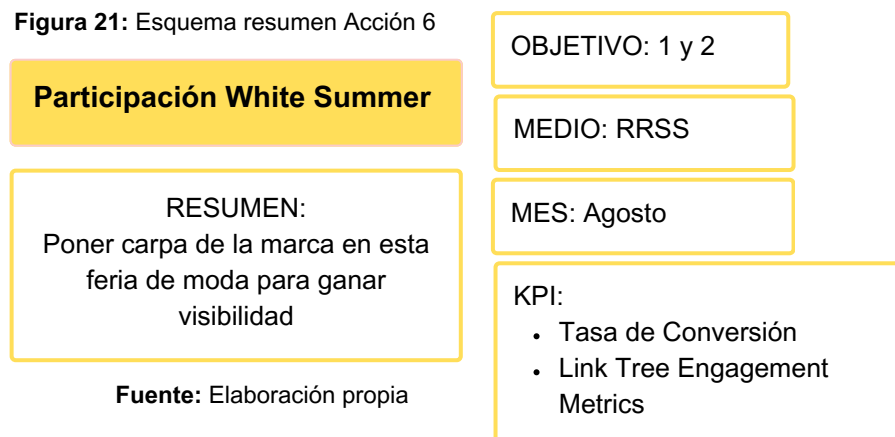 Figura 21: Esquema resumen Acción 6
Participación White Summer
RESUMEN:
Poner carpa de la marca en esta
feria de moda para ganar
visibilidad
Fuente: Elaboración propia
OBJETIVO: 1 y 2
MEDIO: RRSS
MES: Agosto
KPI:
• Tasa de Conversión
• Link Tree Engagement
Metrics